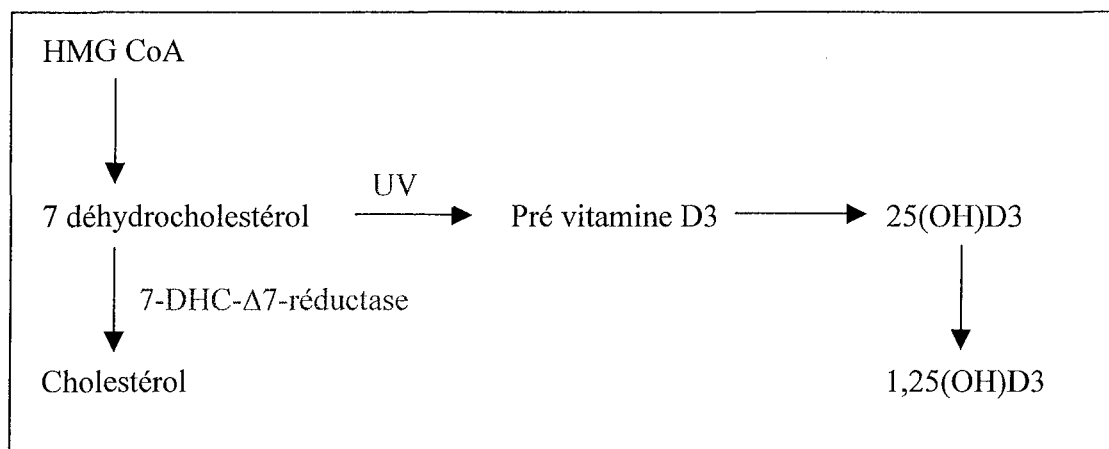 HMG CoA
UV
7 déhydrocholestérol
Pré vitamine D3
25(OH)D3
7-DHC-Δ7-réductase
Cholestérol
1,25(OH)D3